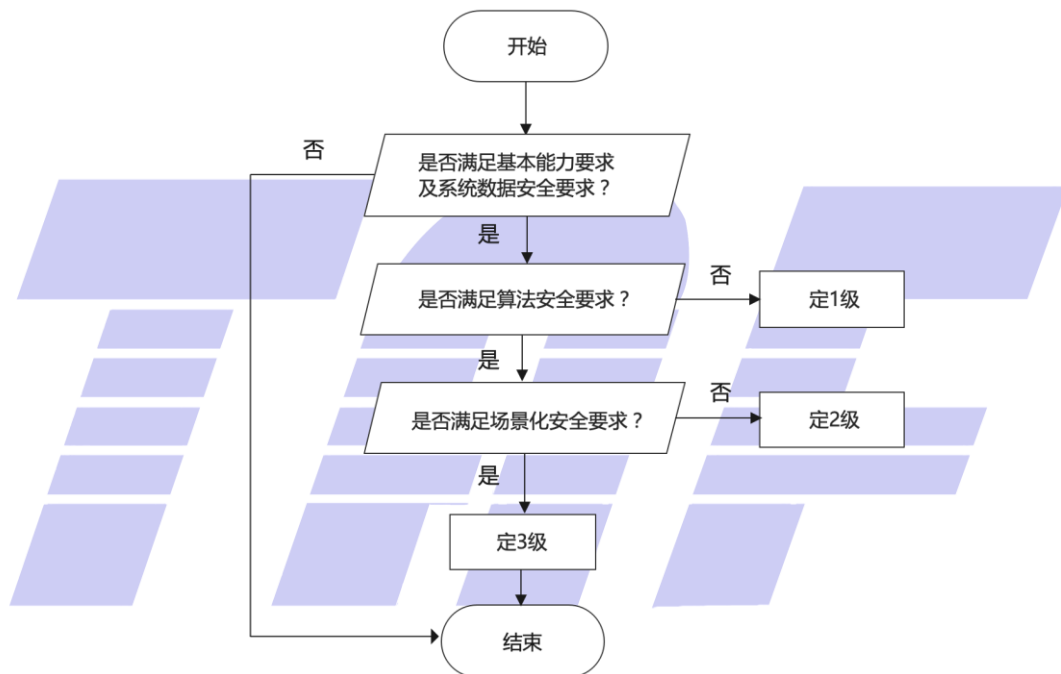 开始
否
是否满足基本能力要求
及系统数据安全要求？
是
是否满足算法安全要求？
否
定1级
是
是否满足场景化安全要求？
否
定2级
是
定3级
结束